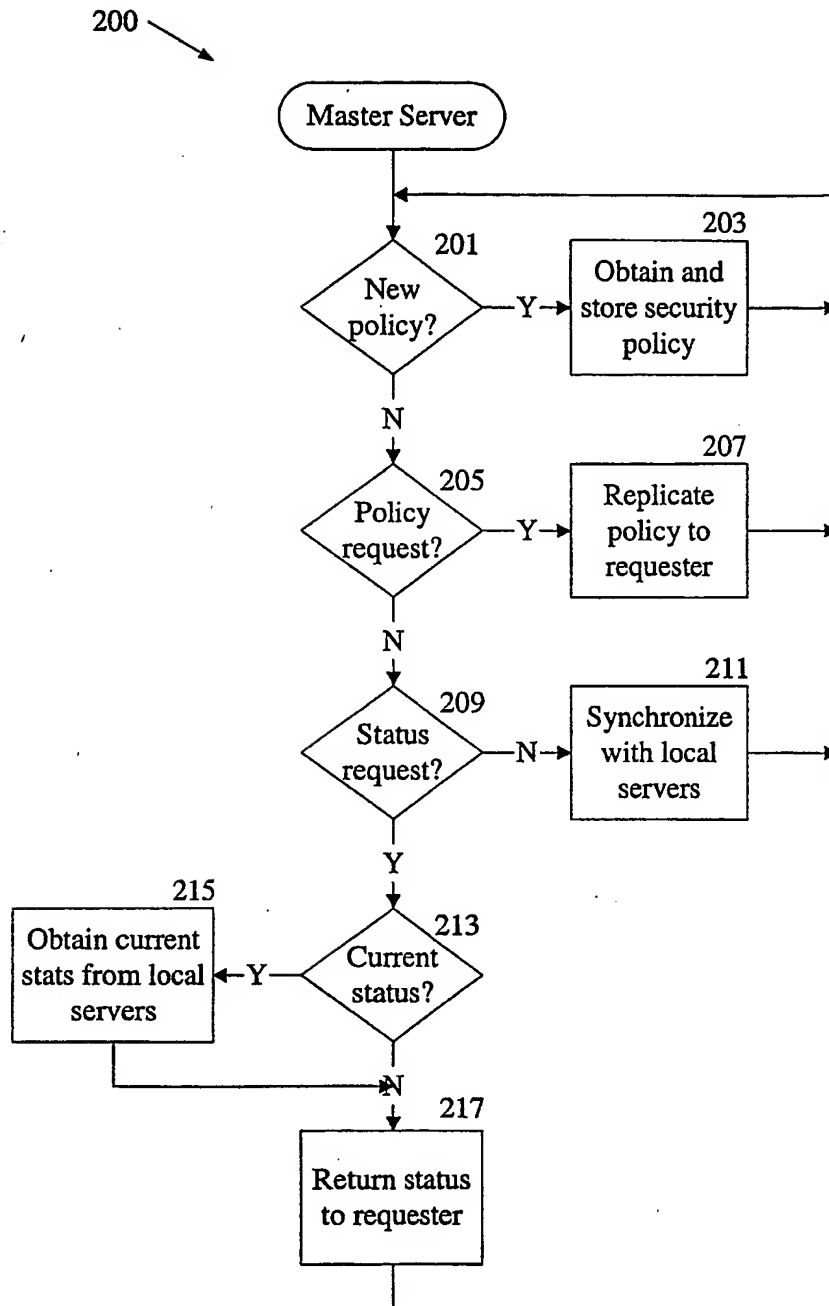 200
Master Server
201
New
policy?
Y
203
Obtain and
store security
policy
N
205
Policy
request?
Y
207
Replicate
policy to
requester
N
209
Status
request?
N
211
Synchronize
with local
servers
Y
213
Current
status?
Y
215
Obtain current
stats from local
servers
N
217
Return status
to requester